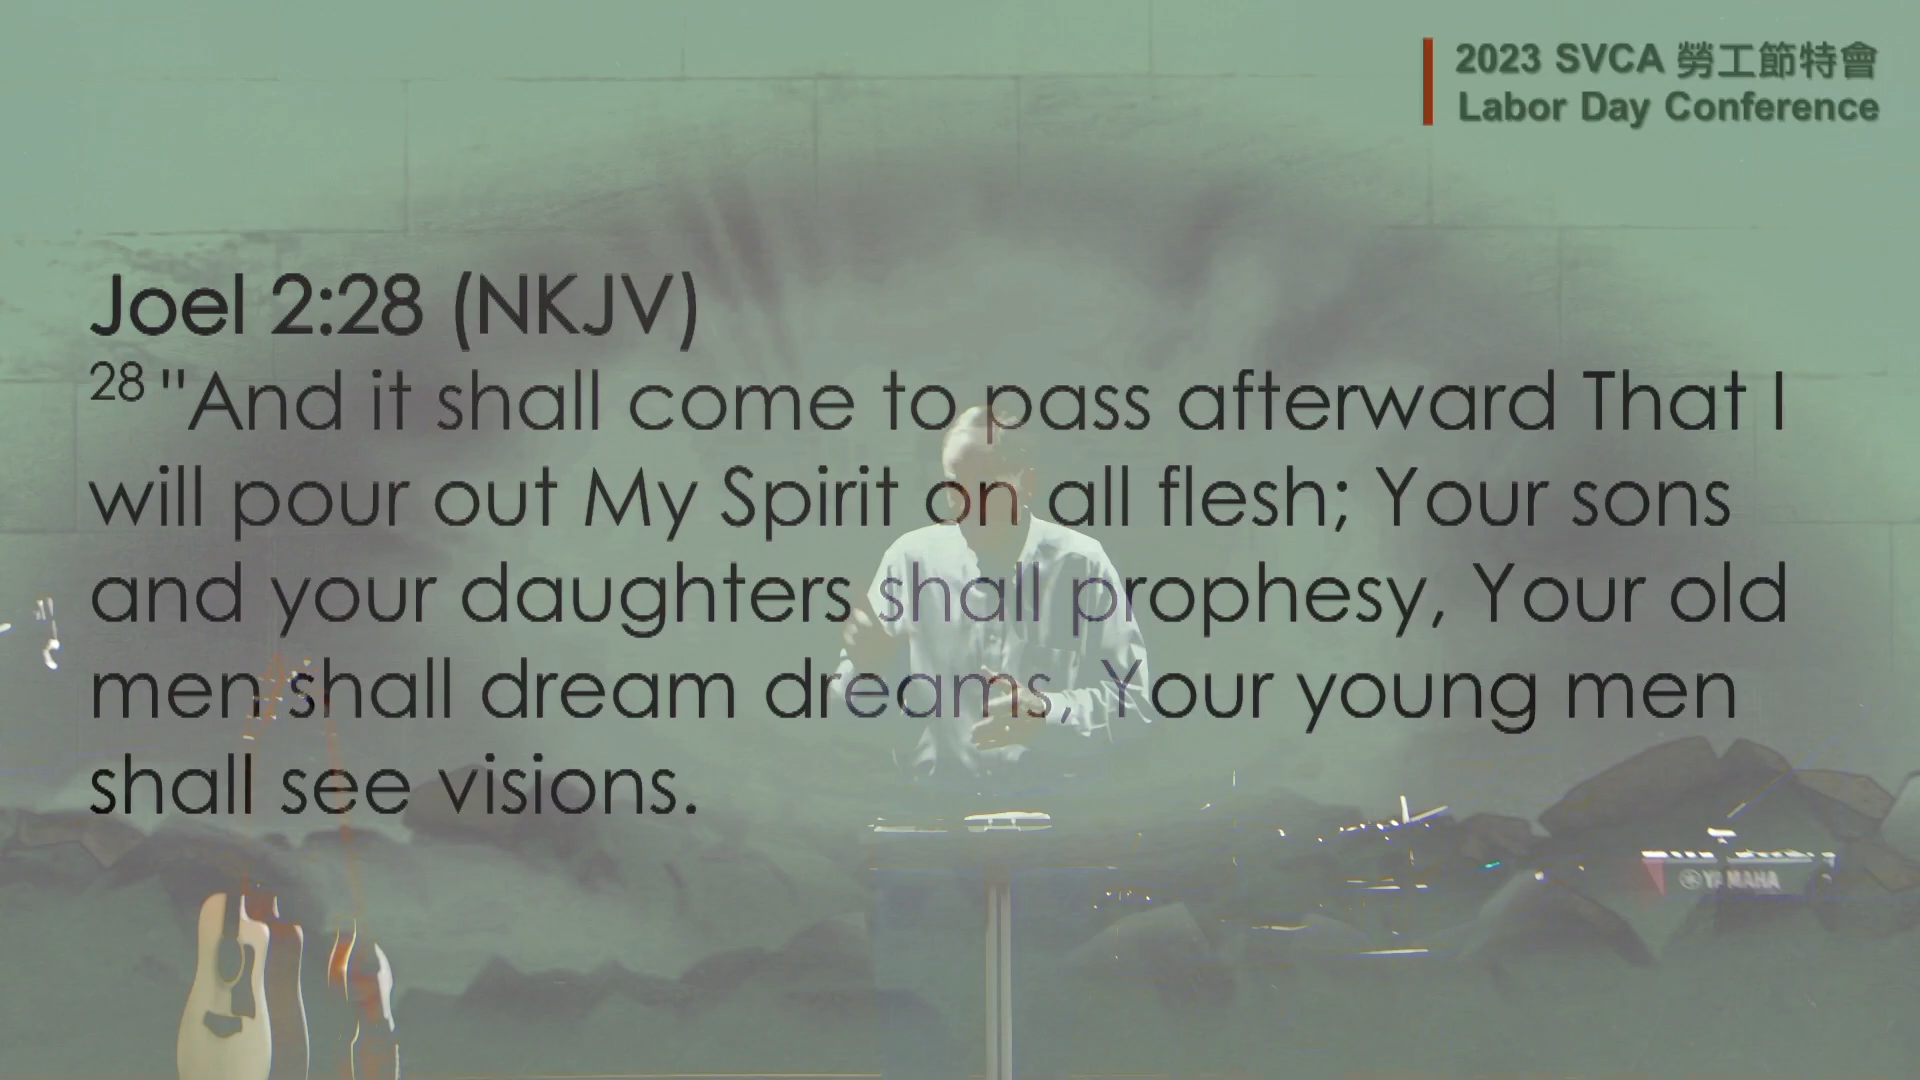 2023 SVCA 勞工節特會
Labor Day Conference
Joel 2:28 (NKJV)
28 "And it shall come to pass afterward That I
will pour out My Spirit on all flesh; Your sons
and your daughters shall prophesy, Your old
men shall dream dreams, Your young men
shall see visions.
YAMAHA